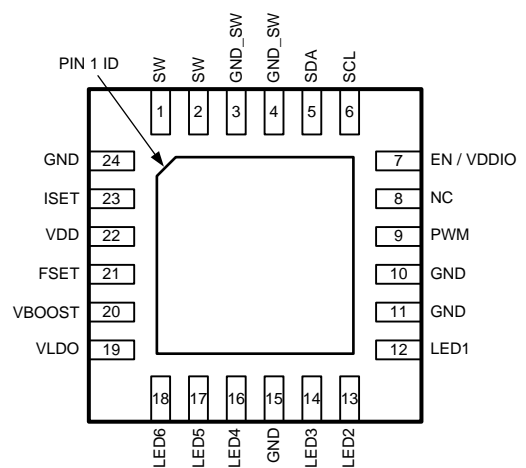 PIN 1 ID
SW
SW
GND_SW
GND_SW
SDA
SCL
1
2
3
4
5
6
GND 24
7 EN / VDDIO
ISET 23
8 NC
VDD 22
9 PWM
FSET 21
10 GND
VBOOST 20
11 GND
VLDO 19
12 LED1
18
17
16
15
14
13
LED6
LED5
LED4
GND
LED3
LED2